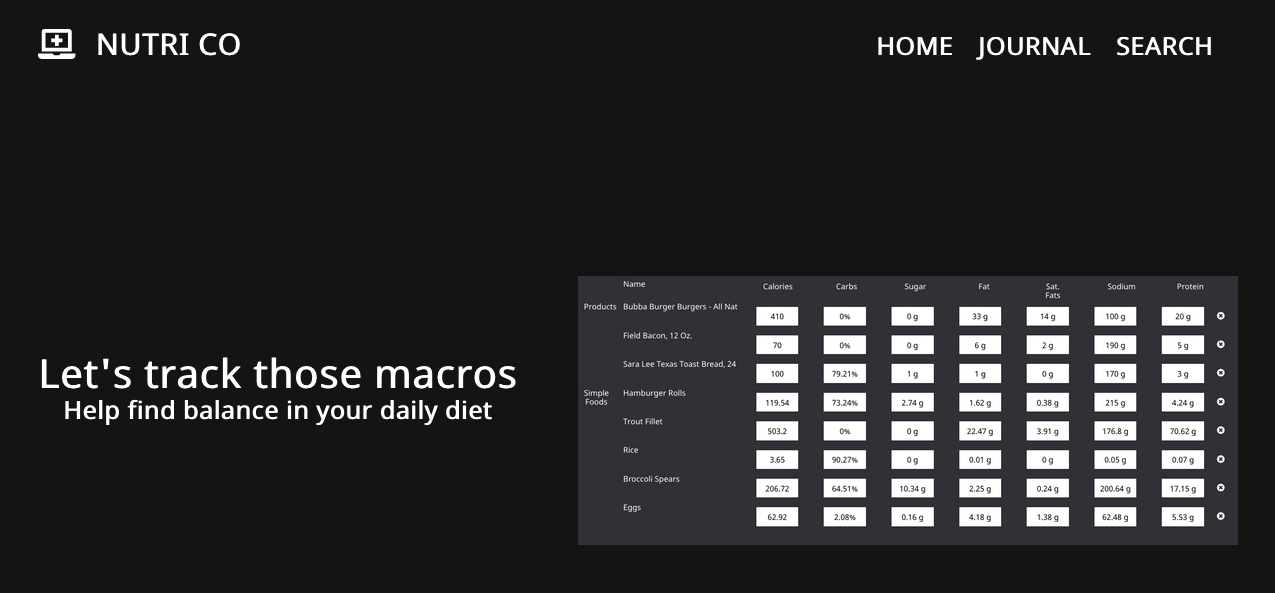 NUTRI CO
HOME JOURNAL SEARCH
Let's track those macros
Help find balance in your daily diet
Name Calories Carbs Sugar Fat Sat. Fats Sodium Protein
Products Bubba Burger Burgers - All Nat 410 0% 0 g 33 g 14 g 100 g 20 g
Field Bacon, 12 Oz. 70 0% 0 g 6 g 2 g 190 g 5 g
Sara Lee Texas Toast Bread, 24 100 79.21% 1 g 1 g 0 g 170 g 3 g
Simple Foods Hamburger Rolls 119.54 73.24% 2.74 g 1.62 g 0.38 g 215 g 4.24 g
Trout Fillet 503.2 0% 0 g 22.47 g 3.91 g 176.8 g 70.62 g
Rice 3.65 90.27% 0 g 0.01 g 0 g 0.05 g 0.07 g
Broccoli Spears 206.72 64.51% 10.34 g 2.25 g 0.24 g 200.64 g 17.15 g
Eggs 62.92 2.08% 0.16 g 4.18 g 1.38 g 62.48 g 5.53 g